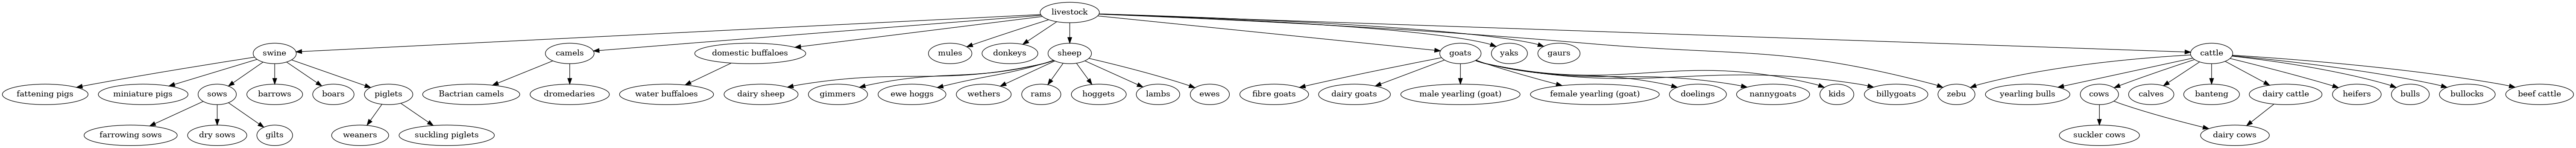 livestock
swine
camels
domestic buffaloes
mules
donkeys
sheep
goats
yaks
gaurs
cattle
fattening pigs
miniature pigs
sows
barrows
boars
piglets
Bactrian camels
dromedaries
water buffaloes
dairy sheep
gimmers
ewe hoggs
wethers
rams
hoggets
lambs
ewes
fibre goats
dairy goats
male yearling (goat)
female yearling (goat)
doelings
nannygoats
kids
billygoats
zebu
yearling bulls
cows
calves
banteng
dairy cattle
heifers
bulls
bullocks
beef cattle
farrowing sows
dry sows
gilts
weaners
suckling piglets
suckler cows
dairy cows